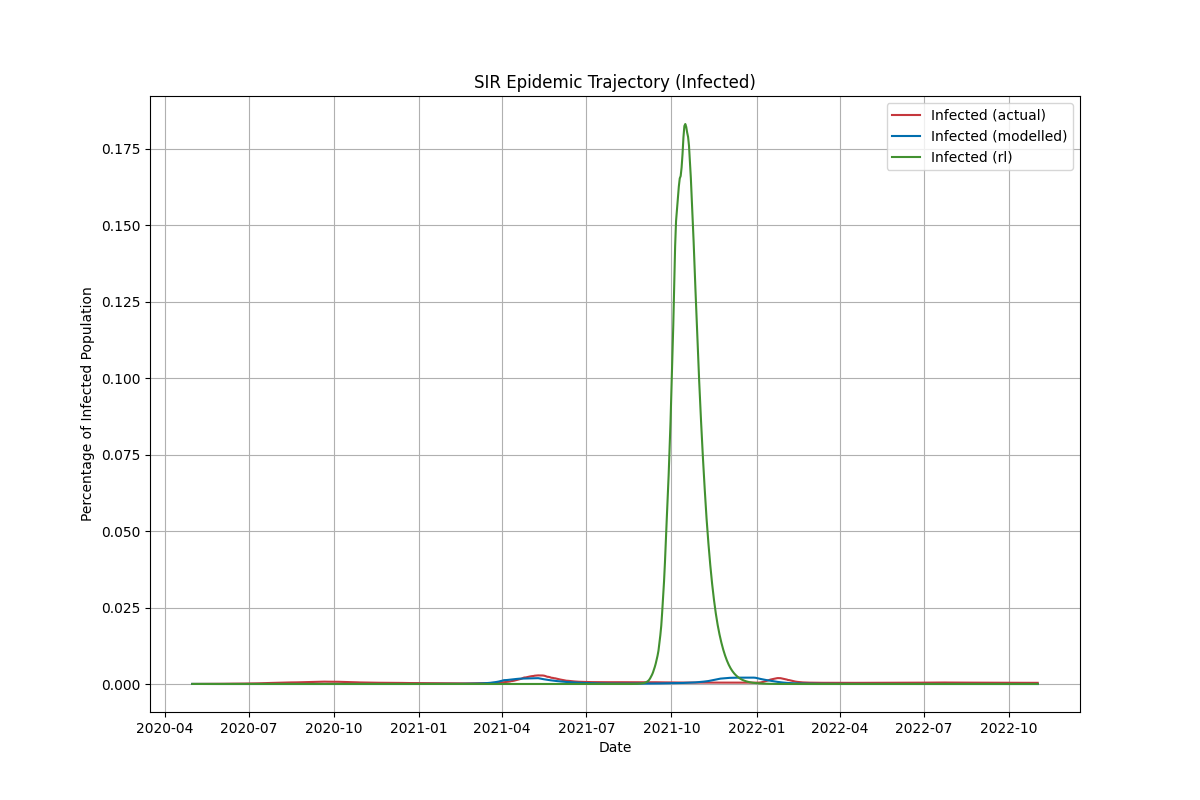 SIR Epidemic Trajectory (Infected)
Infected (actual)
Infected (modelled)
Infected (rl)
Percentage of Infected Population
0.175
0.150
0.125
0.100
0.075
0.050
0.025
0.000
2020-04 2020-07 2020-10 2021-01 2021-04 2021-07 2021-10 2022-01 2022-04 2022-07 2022-10
Date